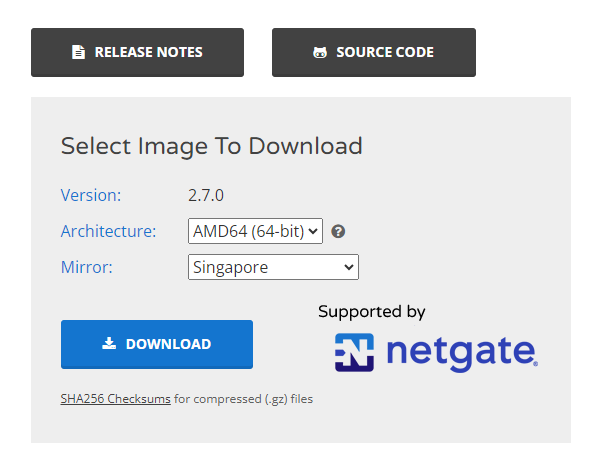 RELEASE NOTES
SOURCE CODE
Select Image To Download
Version: 2.7.0
Architecture: AMD64 (64-bit)
Mirror: Singapore
Supported by
DOWNLOAD
netgate®
SHA256 Checksums for compressed (.gz) files